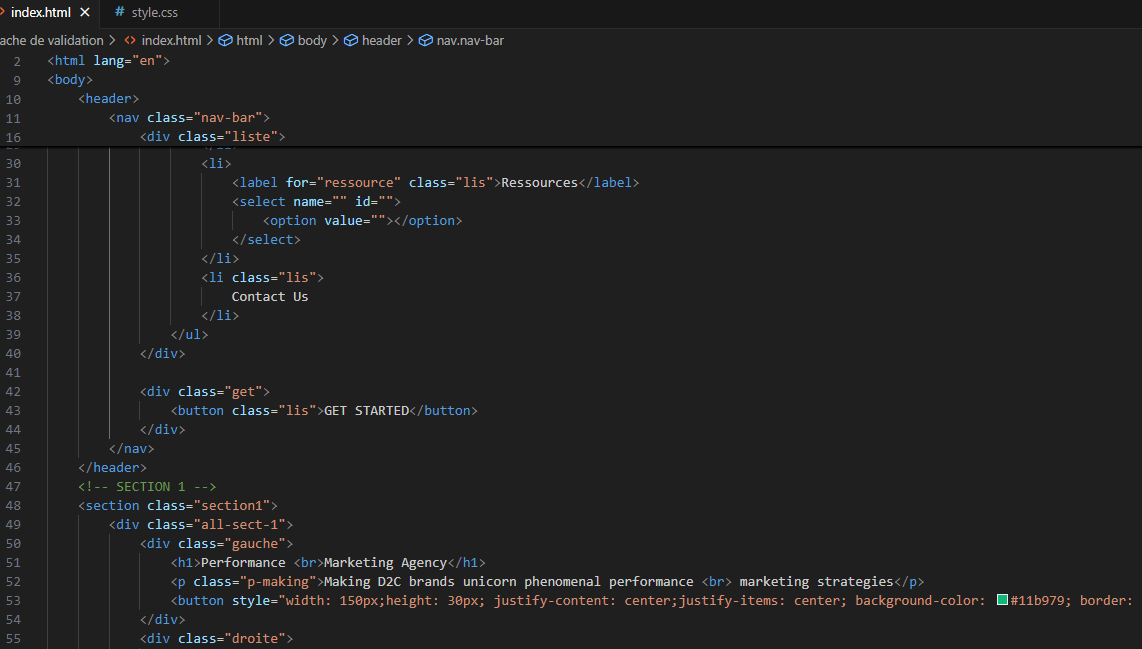 index.html × # style.css
ache de validation > <> index.html > html > body > header > nav.nav-bar
2 <html lang="en">
9 <body>
10 <header>
11 <nav class="nav-bar">
16 <div class="liste">
30 <li>
31 <label for="ressource" class="lis">Ressources</label>
32 <select name="" id="">
33 <option value=""></option>
34 </select>
35 </li>
36 <li class="lis">
37 Contact Us
38 </li>
39 </ul>
40 </div>
41
42 <div class="get">
43 <button class="lis">GET STARTED</button>
44 </div>
45 </nav>
46 </header>
47 <!-- SECTION 1 -->
48 <section class="section1">
49 <div class="all-sect-1">
50 <div class="gauche">
51 <h1>Performance <br>Marketing Agency</h1>
52 <p class="p-making">Making D2C brands unicorn phenomenal performance <br> marketing strategies</p>
53 <button style="width: 150px;height: 30px; justify-content: center;justify-items: center; background-color: #11b979; border:
54 </div>
55 <div class="droite">